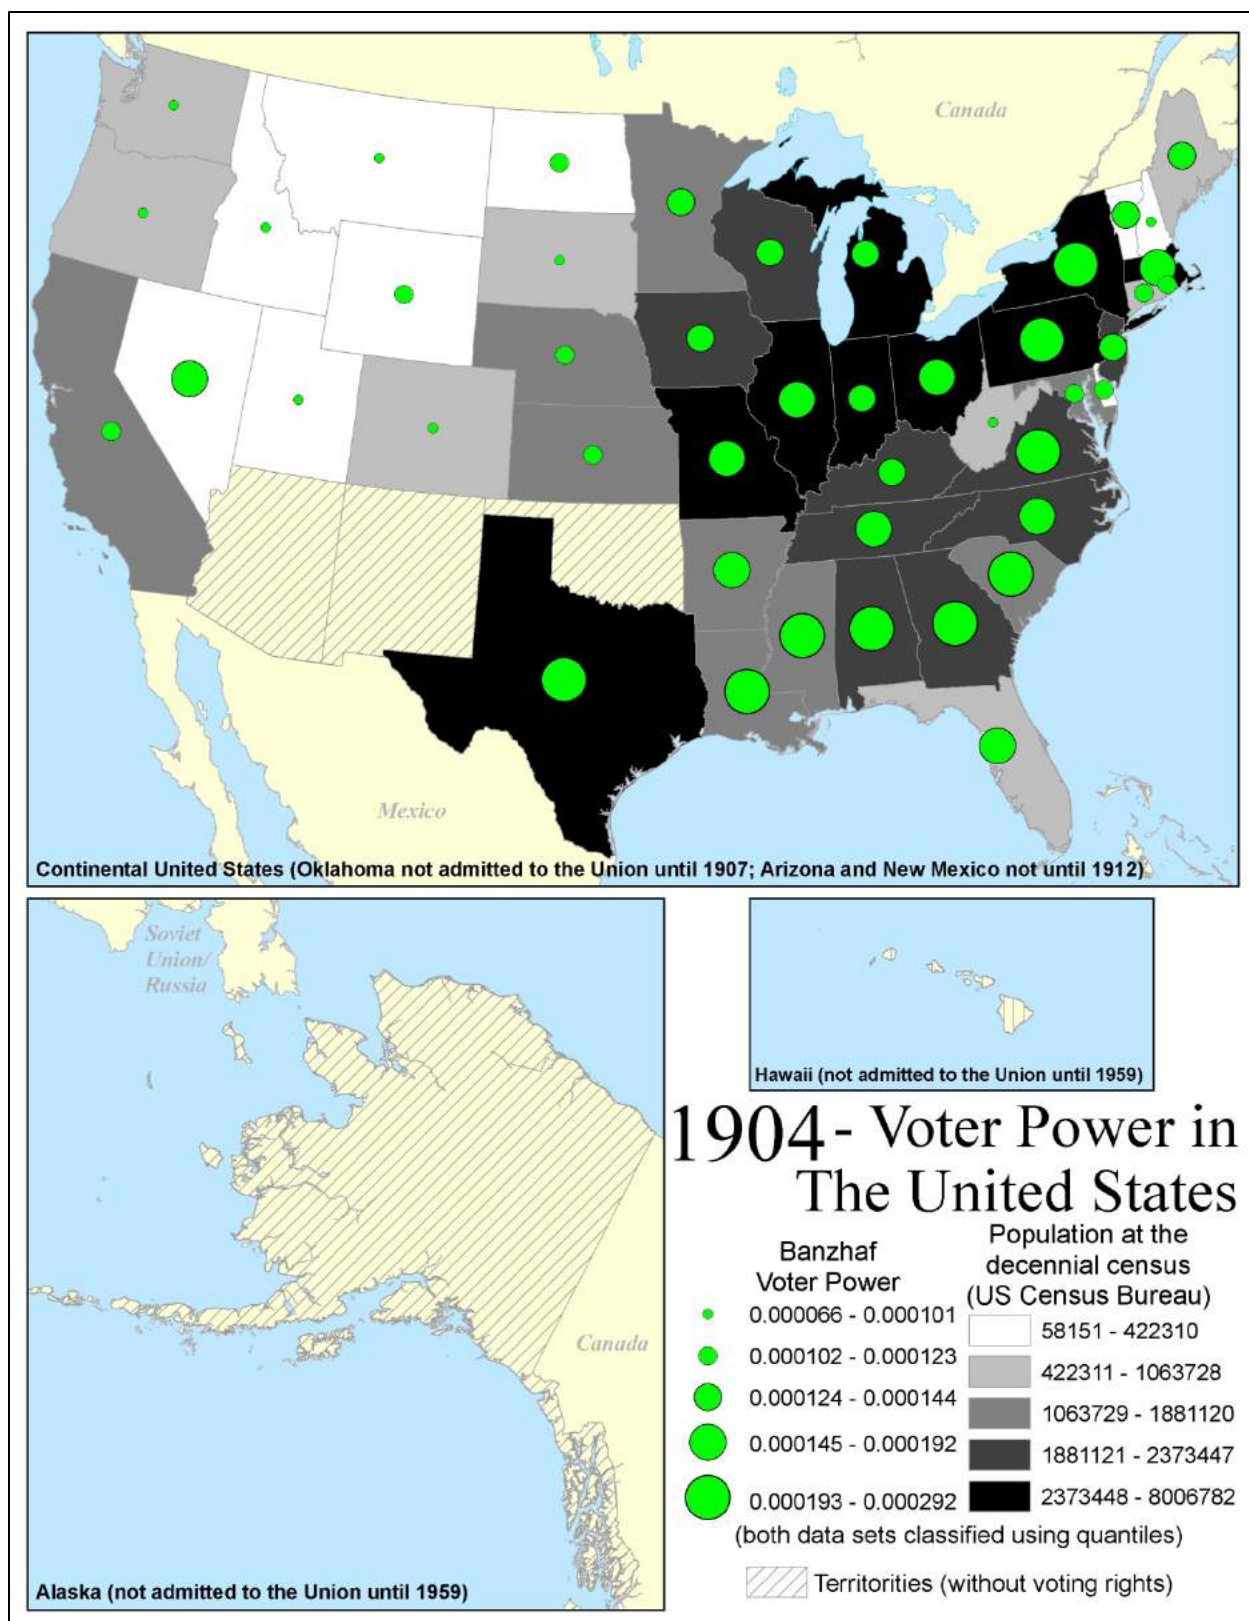 Canada
Mexico
Continental United States (Oklahoma not admitted to the Union until 1907; Arizona and New Mexico not until 1912)
Soviet
Union/
Russia
Canada
Alaska (not admitted to the Union until 1959)
Hawaii (not admitted to the Union until 1959)
1904 - Voter Power in
The United States
Banzhaf
Voter Power
0.000066 - 0.000101
0.000102 - 0.000123
0.000124 - 0.000144
0.000145 - 0.000192
0.000193 - 0.000292
Population at the
decennial census
(US Census Bureau)
58151 - 422310
422311 - 1063728
1063729 - 1881120
1881121 - 2373447
2373448 - 8006782
(both data sets classified using quantiles)
Territorities (without voting rights)